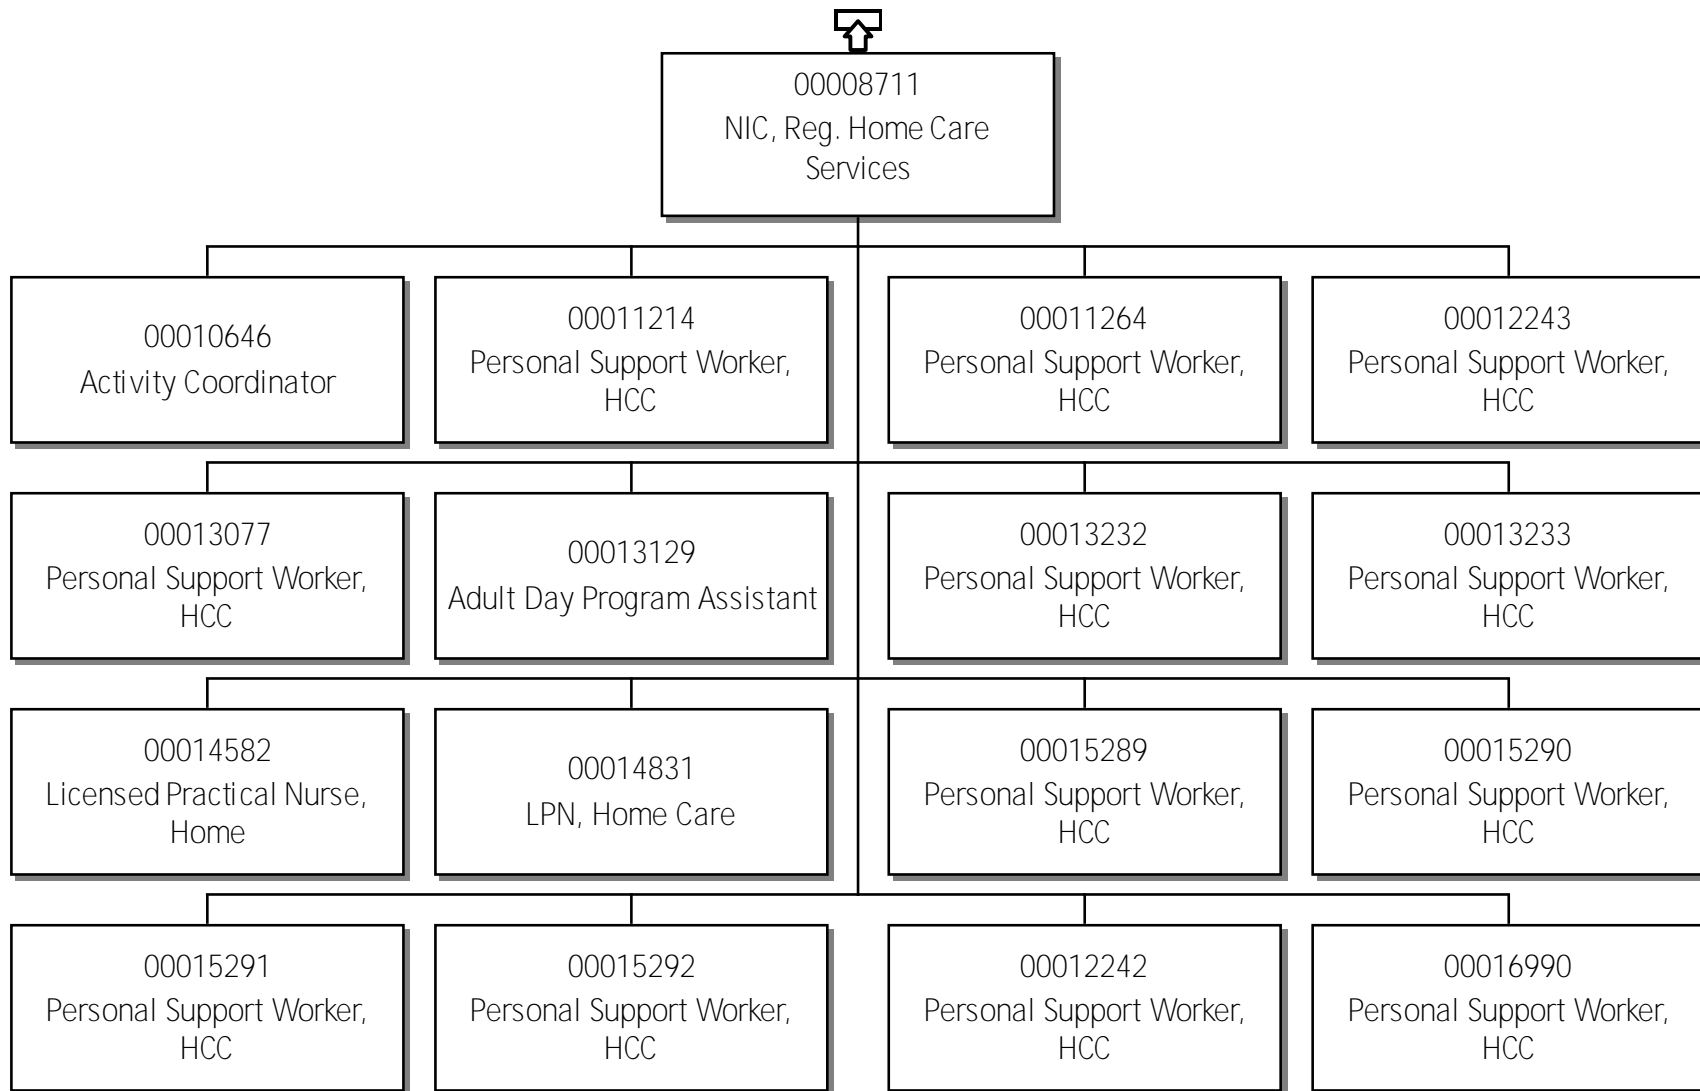 00008711
NIC, Reg. Home Care
Services
00010646
Activity Coordinator
00011214
Personal Support Worker,
HCC
00011264
Personal Support Worker,
HCC
00012243
Personal Support Worker,
HCC
00013077
Personal Support Worker,
HCC
00013129
Adult Day Program Assistant
00013232
Personal Support Worker,
HCC
00013233
Personal Support Worker,
HCC
00014582
Licensed Practical Nurse,
Home
00014831
LPN, Home Care
00015289
Personal Support Worker,
HCC
00015290
Personal Support Worker,
HCC
00015291
Personal Support Worker,
HCC
00015292
Personal Support Worker,
HCC
00012242
Personal Support Worker,
HCC
00016990
Personal Support Worker,
HCC